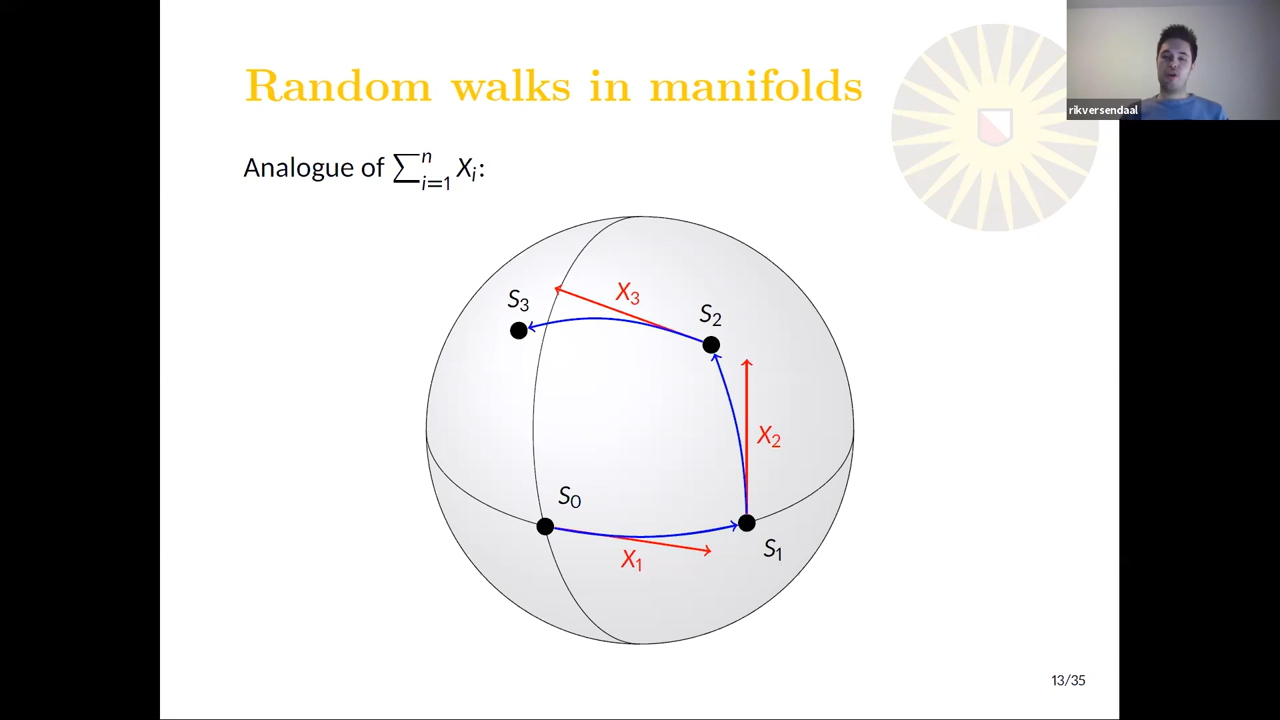 Random walks in manifolds
rikversendaal
Analogue of ∑ⁿᵢ₌₁ Xᵢ:
S₃
X₃
S₂
X₂
S₀
X₁
S₁
13/35